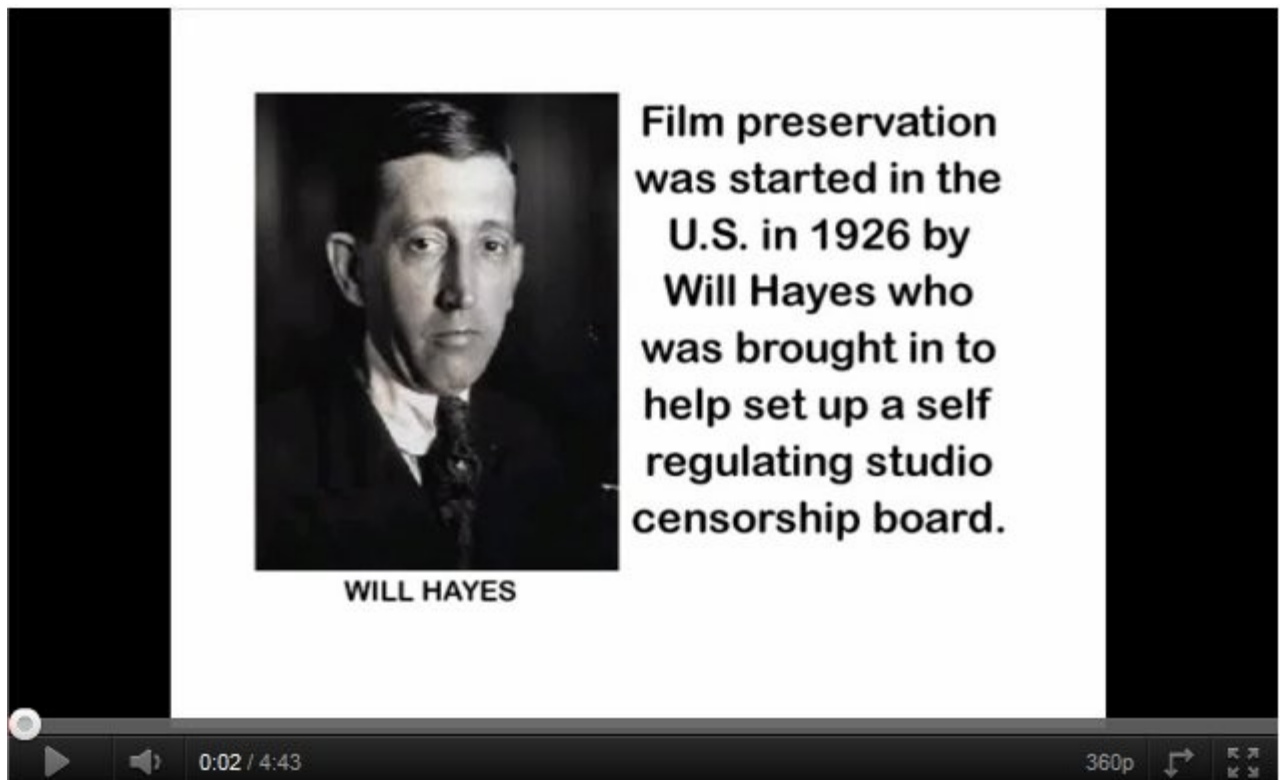 Film preservation
was started in the
U.S. in 1926 by
Will Hayes who
was brought in to
help set up a self
regulating studio
censorship board.
WILL HAYES
0:02 / 4:43
360p